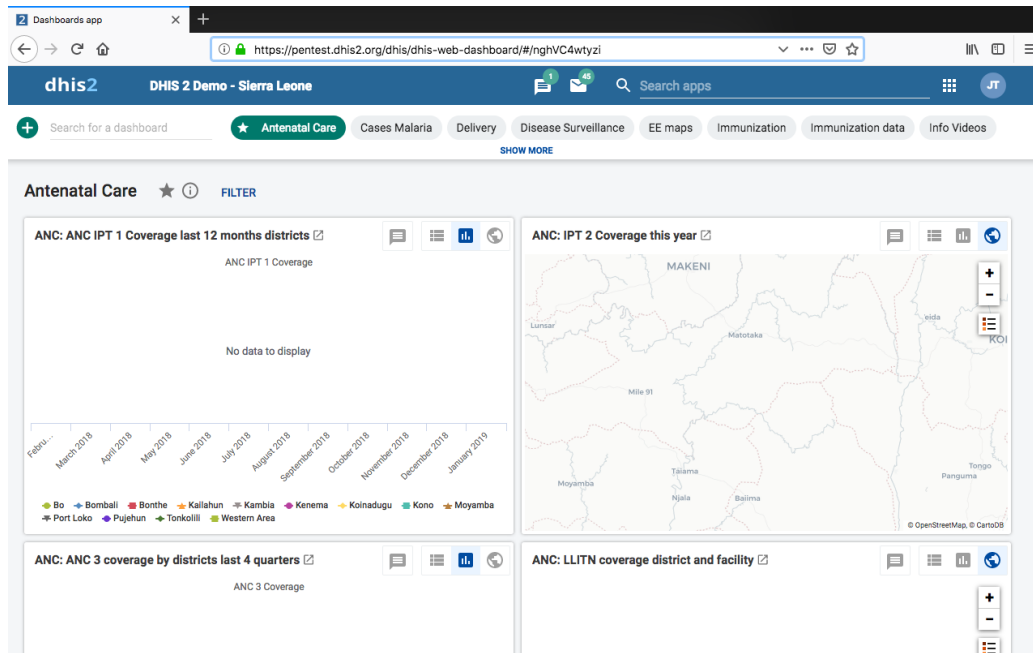 Dashboards app
https://pentest.dhis2.org/dhis/dhis-web-dashboard/#/nghVC4wtyzi
dhis2 DHIS 2 Demo - Sierra Leone 1 45 Search apps JT
Search for a dashboard Antenatal Care Cases Malaria Delivery Disease Surveillance EE maps Immunization Immunization data Info Videos
SHOW MORE
Antenatal Care FILTER
ANC: ANC IPT 1 Coverage last 12 months districts
ANC IPT 1 Coverage
No data to display
Febru... March 2018 April 2018 May 2018 June 2018 July 2018 August 2018 September 2018 October 2018 November 2018 December 2018 January 2019
Bo Bombali Bonthe Kailahun Kambia Kenema Koinadugu Kono Moyamba
Port Loko Pujehun Tonkolili Western Area
ANC: IPT 2 Coverage this year
MAKENI
+
-
Lunsar
eida
Matotaka
KOI
Mile 91
Taiama
Tongo
Panguma
Moyamba
Njala
Bajima
© OpenStreetMap, © CartoDB
ANC: ANC 3 coverage by districts last 4 quarters
ANC 3 Coverage
ANC: LLITN coverage district and facility
+
-